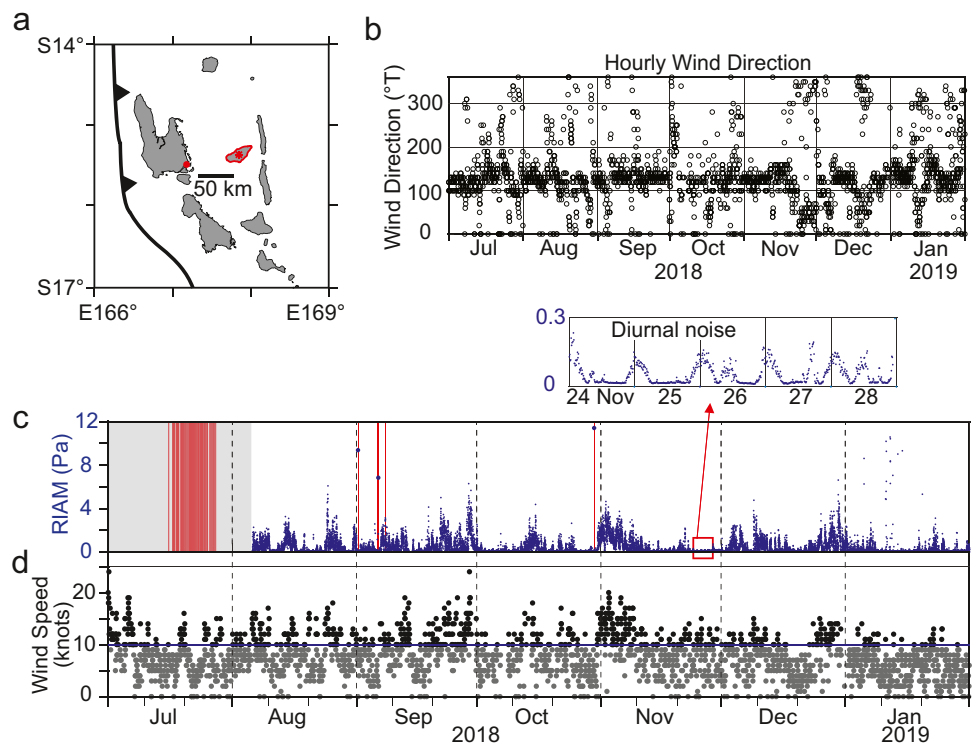 a
S14°
50 km
S17°
E166°
E169°
b
Hourly Wind Direction
Wind Direction (°T)
300
200
100
0
Jul
Aug
Sep
Oct
Nov
Dec
Jan
2018
2019
0.3
Diurnal noise
0
24 Nov
25
26
27
28
c
RIAM (Pa)
12
8
4
0
d
Wind Speed
(knots)
20
10
0
Jul
Aug
Sep
Oct
Nov
Dec
Jan
2018
2019